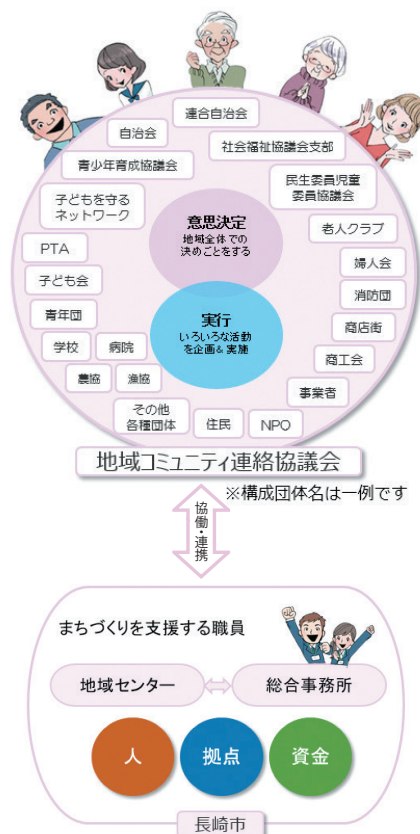 連合自治会
自治会
社会福祉協議会支部
青少年育成協議会
民生委員児童
委員協議会
子どもを守る
ネットワーク
意思決定
地域全体での
決めごとをする
老人クラブ
PTA
婦人会
子ども会
消防団
青年団
実行
いろいろな活動
を企画&実施
商店街
学校
病院
商工会
農協
漁協
事業者
その他
各種団体
住民
NPO
地域コミュニティ連絡協議会
※構成団体名は一例です
協働・連携
まちづくりを支援する職員
地域センター
総合事務所
人
拠点
資金
長崎市